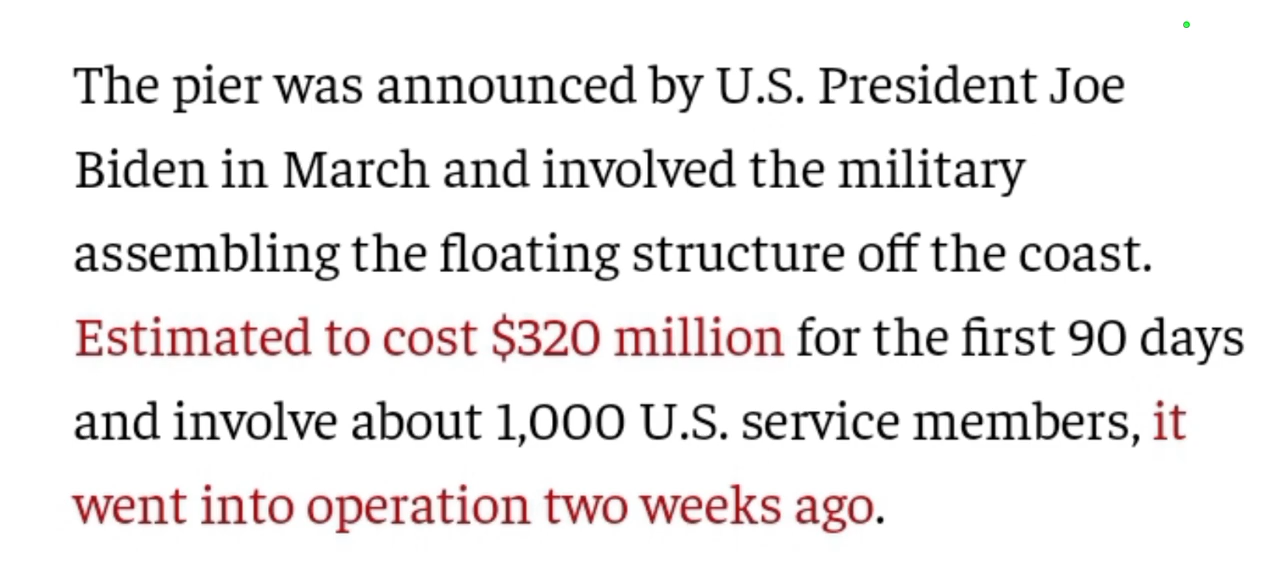 The pier was announced by U.S. President Joe
Biden in March and involved the military
assembling the floating structure off the coast.
Estimated to cost $320 million for the first 90 days
and involve about 1,000 U.S. service members, it
went into operation two weeks ago.